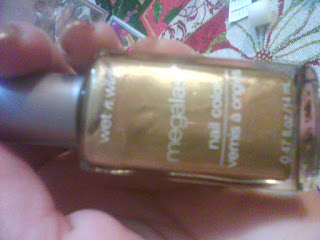 wet n wild
megalast
nail color
vernis à ongles
0.47 fl oz/14 mL